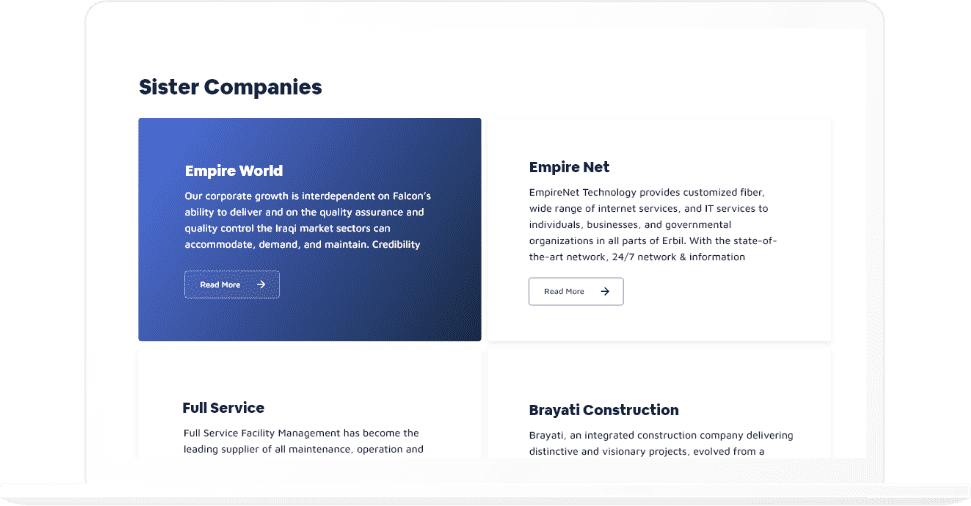 Sister Companies
Empire World
Our corporate growth is interdependent on Falcon's
ability to deliver and on the quality assurance and
quality control the Iraqi market sectors can
accommodate, demand, and maintain. Credibility
Read More
Empire Net
EmpireNet Technology provides customized fiber,
wide range of internet services, and IT services to
individuals, businesses, and governmental
organizations in all parts of Erbil. With the state-of-
the-art network, 24/7 network & information
Read More
Full Service
Full Service Facility Management has become the
leading supplier of all maintenance, operation and
Brayati Construction
Brayati, an integrated construction company delivering
distinctive and visionary projects, evolved from a